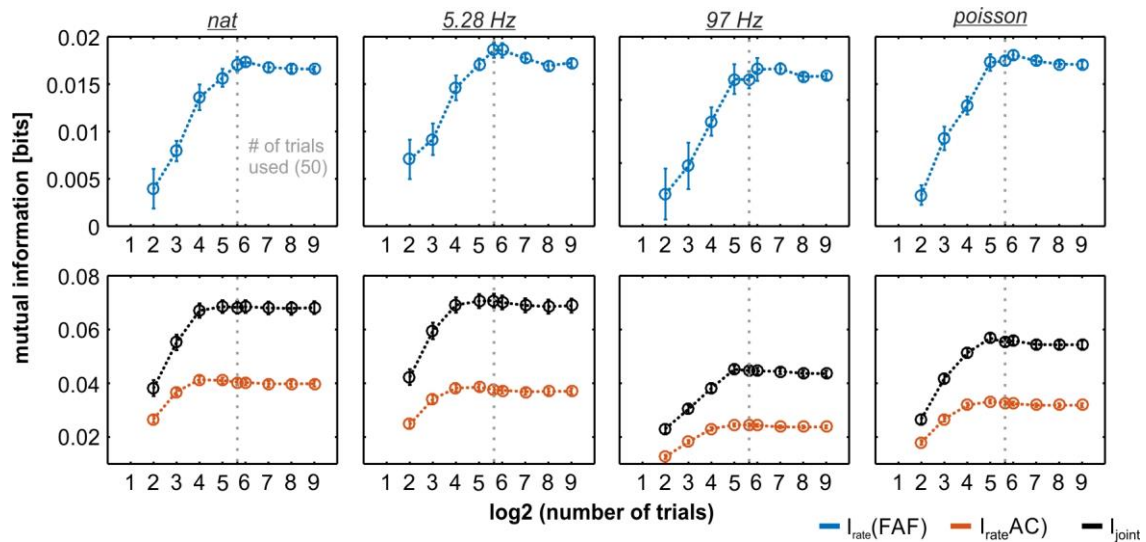 nat 5.28 Hz 97 Hz poisson
mutual information [bits]
0.02
0.015
0.01
0.005
0
# of trials
used (50)
1 2 3 4 5 6 7 8 9 1 2 3 4 5 6 7 8 9 1 2 3 4 5 6 7 8 9 1 2 3 4 5 6 7 8 9
0.08
0.06
0.04
0.02
1 2 3 4 5 6 7 8 9 1 2 3 4 5 6 7 8 9 1 2 3 4 5 6 7 8 9 1 2 3 4 5 6 7 8 9
log2 (number of trials)
Irate(FAF) IrateAC) Ijoint